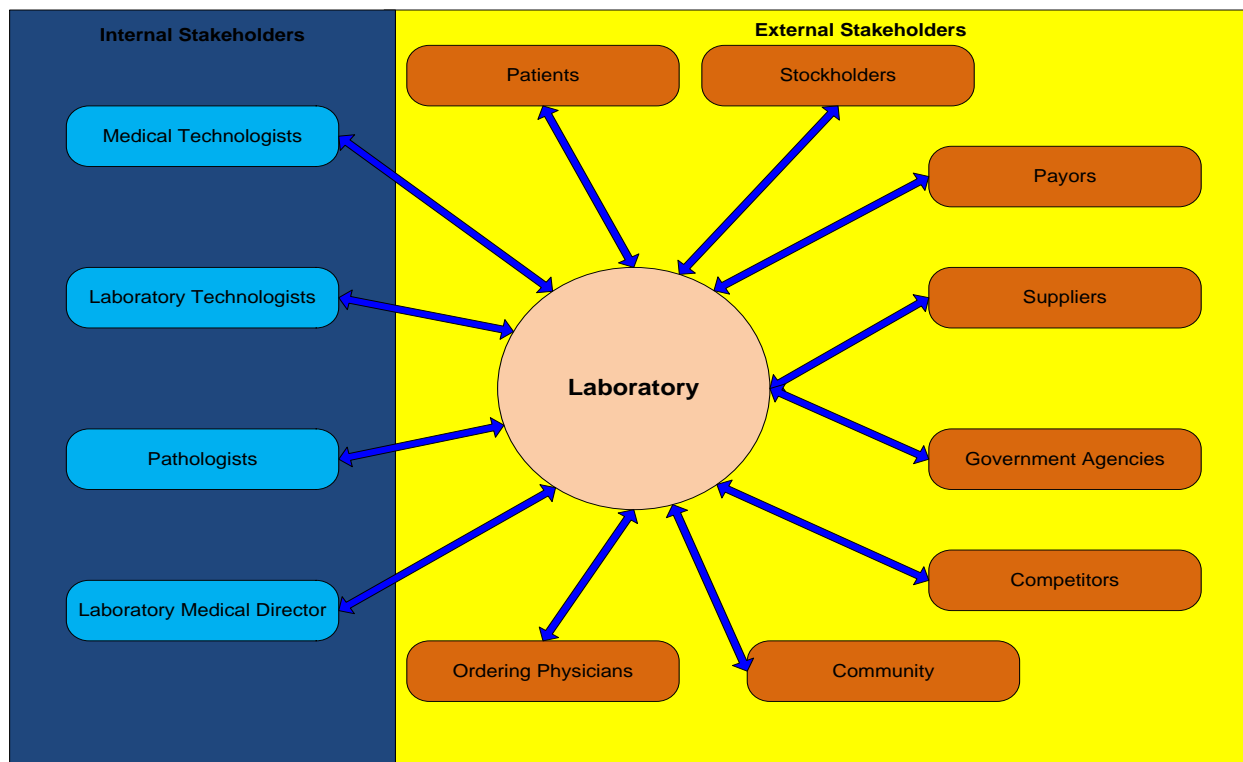 Internal Stakeholders
External Stakeholders
Patients
Stockholders
Medical Technologists
Payors
Laboratory Technologists
Suppliers
Laboratory
Pathologists
Government Agencies
Competitors
Laboratory Medical Director
Ordering Physicians
Community